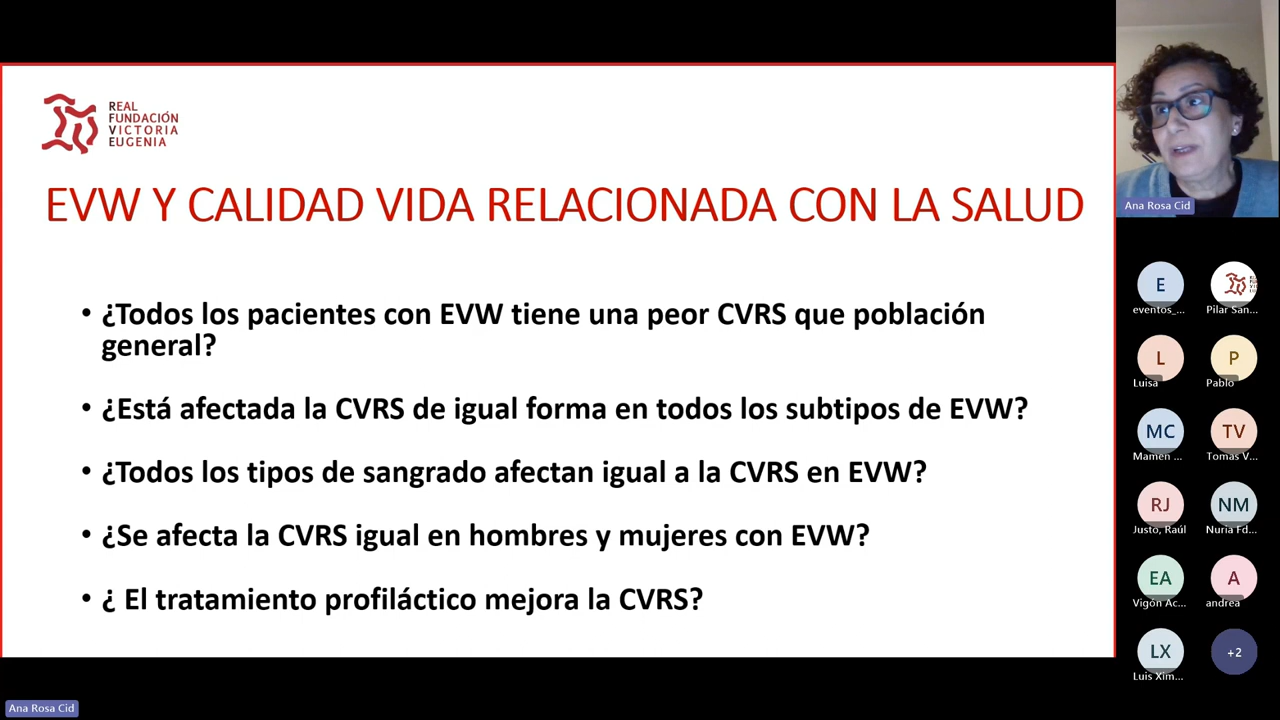 REAL
FUNDACIÓN
VICTORIA
EUGENIA
EVW Y CALIDAD VIDA RELACIONADA CON LA SALUD
• ¿Todos los pacientes con EVW tiene una peor CVRS que población
general?
• ¿Está afectada la CVRS de igual forma en todos los subtipos de EVW?
• ¿Todos los tipos de sangrado afectan igual a la CVRS en EVW?
• ¿Se afecta la CVRS igual en hombres y mujeres con EVW?
• ¿ El tratamiento profiláctico mejora la CVRS?
Ana Rosa Cid
E
eventos_...
Pilar San...
L
Luisa
P
Pablo
MC
Mamen ...
TV
Tomas V...
RJ
Justo, Raúl
NM
Nuria Fd...
EA
Vigón Ac...
A
andrea
LX
Luis Xim...
+2
Ana Rosa Cid